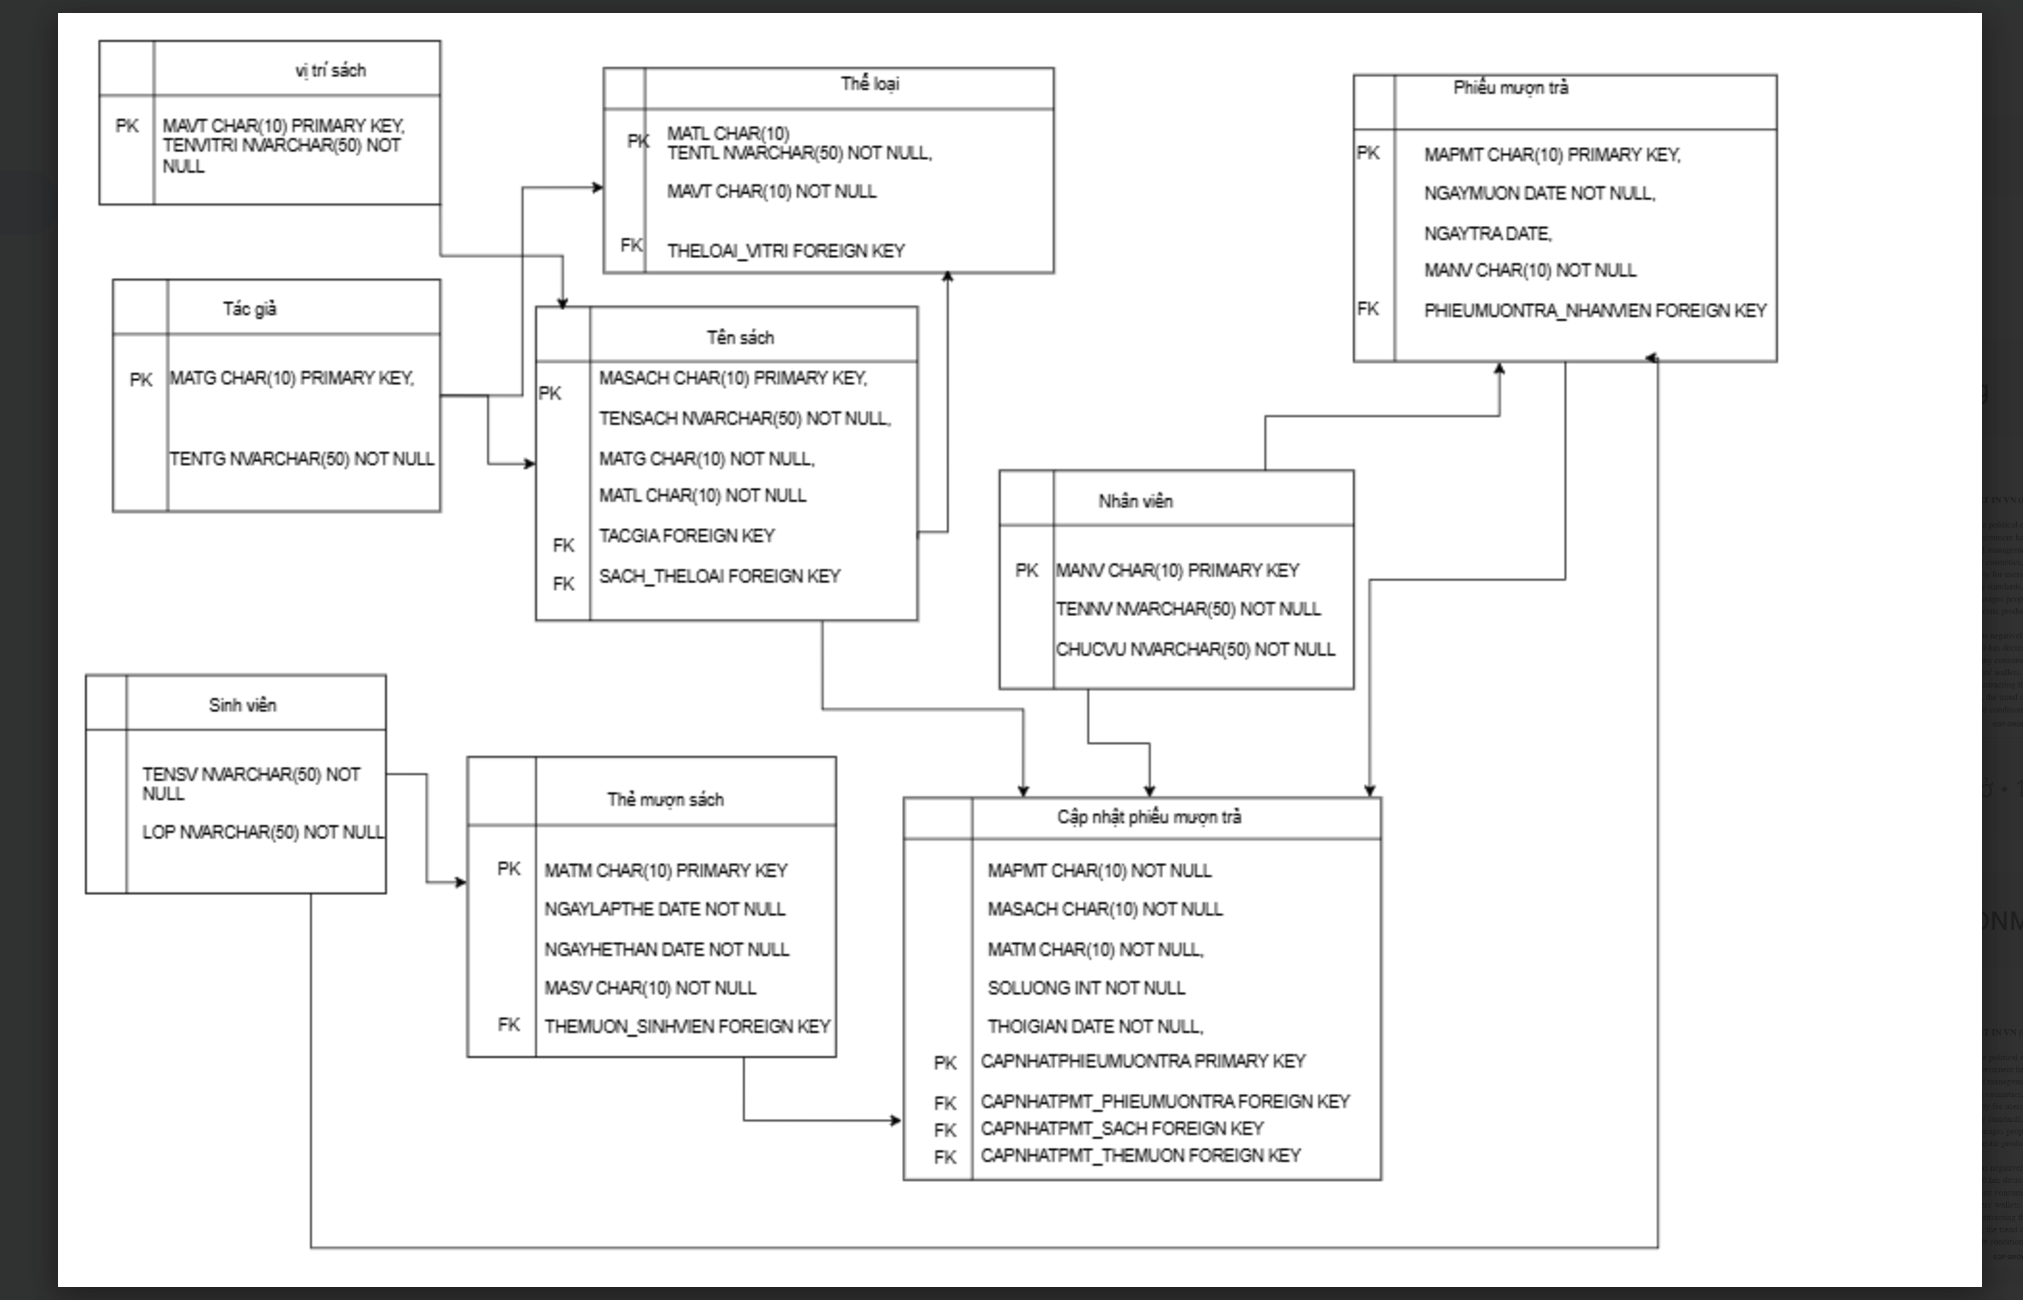 vị trí sách
PK
MAVT CHAR(10) PRIMARY KEY,
TENVITRI NVARCHAR(50) NOT
NULL
Thể loại
PK
MATL CHAR(10)
TENTL NVARCHAR(50) NOT NULL,
MAVT CHAR(10) NOT NULL
FK
THELOAI_VITRI FOREIGN KEY
Phiếu mượn trả
PK
MAPMT CHAR(10) PRIMARY KEY,
NGAYMUON DATE NOT NULL,
NGAYTRA DATE,
MANV CHAR(10) NOT NULL
FK
PHIEUMUONTRA_NHANVIEN FOREIGN KEY
Tác giả
PK
MATG CHAR(10) PRIMARY KEY,
TENTG NVARCHAR(50) NOT NULL
Tên sách
PK
MASACH CHAR(10) PRIMARY KEY,
TENSACH NVARCHAR(50) NOT NULL,
MATG CHAR(10) NOT NULL,
MATL CHAR(10) NOT NULL
FK
TACGIA FOREIGN KEY
FK
SACH_THELOAI FOREIGN KEY
Nhân viên
PK
MANV CHAR(10) PRIMARY KEY
TENNV NVARCHAR(50) NOT NULL
CHUCVU NVARCHAR(50) NOT NULL
Sinh viên
TENSV NVARCHAR(50) NOT
NULL
LOP NVARCHAR(50) NOT NULL
Thẻ mượn sách
PK
MATM CHAR(10) PRIMARY KEY
NGAYLAPTHE DATE NOT NULL
NGAYHETHAN DATE NOT NULL
MASV CHAR(10) NOT NULL
FK
THEMUON_SINHVIEN FOREIGN KEY
Cập nhật phiếu mượn trả
MAPMT CHAR(10) NOT NULL
MASACH CHAR(10) NOT NULL
MATM CHAR(10) NOT NULL,
SOLUONG INT NOT NULL
THOIGIAN DATE NOT NULL,
PK
CAPNHATPHIEUMUONTRA PRIMARY KEY
FK
CAPNHATPMT_PHIEUMUONTRA FOREIGN KEY
FK
CAPNHATPMT_SACH FOREIGN KEY
FK
CAPNHATPMT_THEMUON FOREIGN KEY